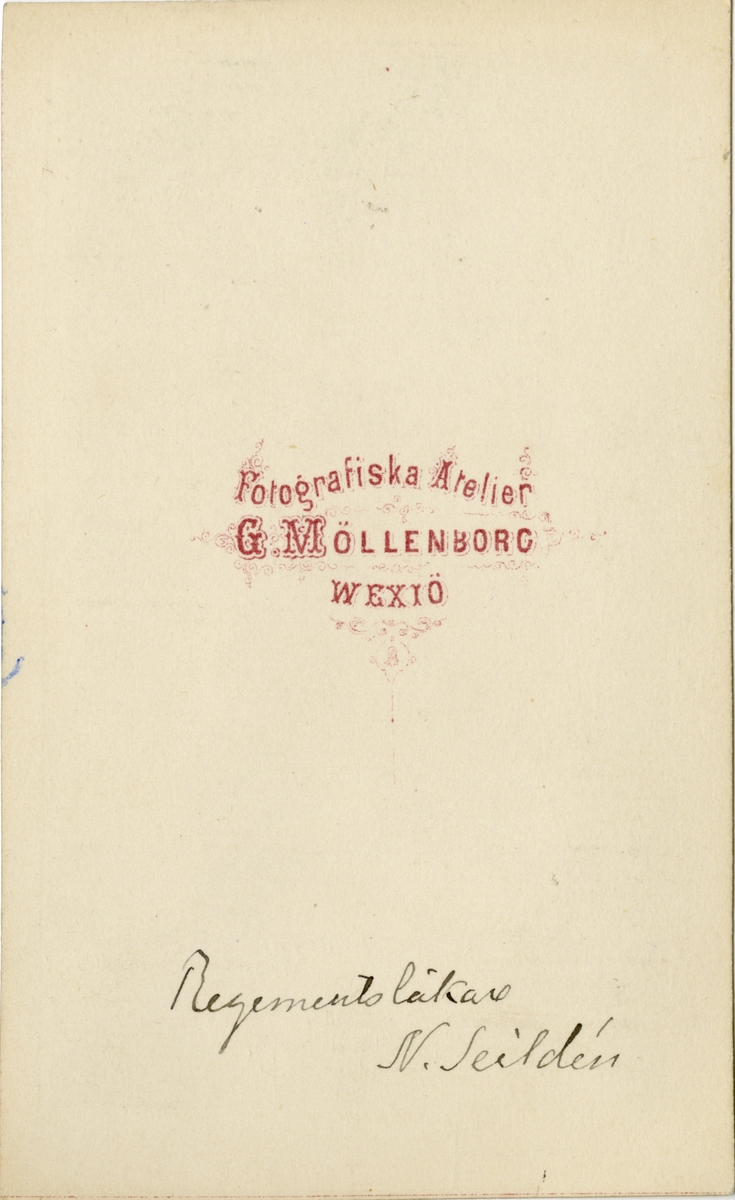 Fotografiska Atelier
G. MÖLLENBORG
WEXIÖ
Regementsläkare
N. Seildén